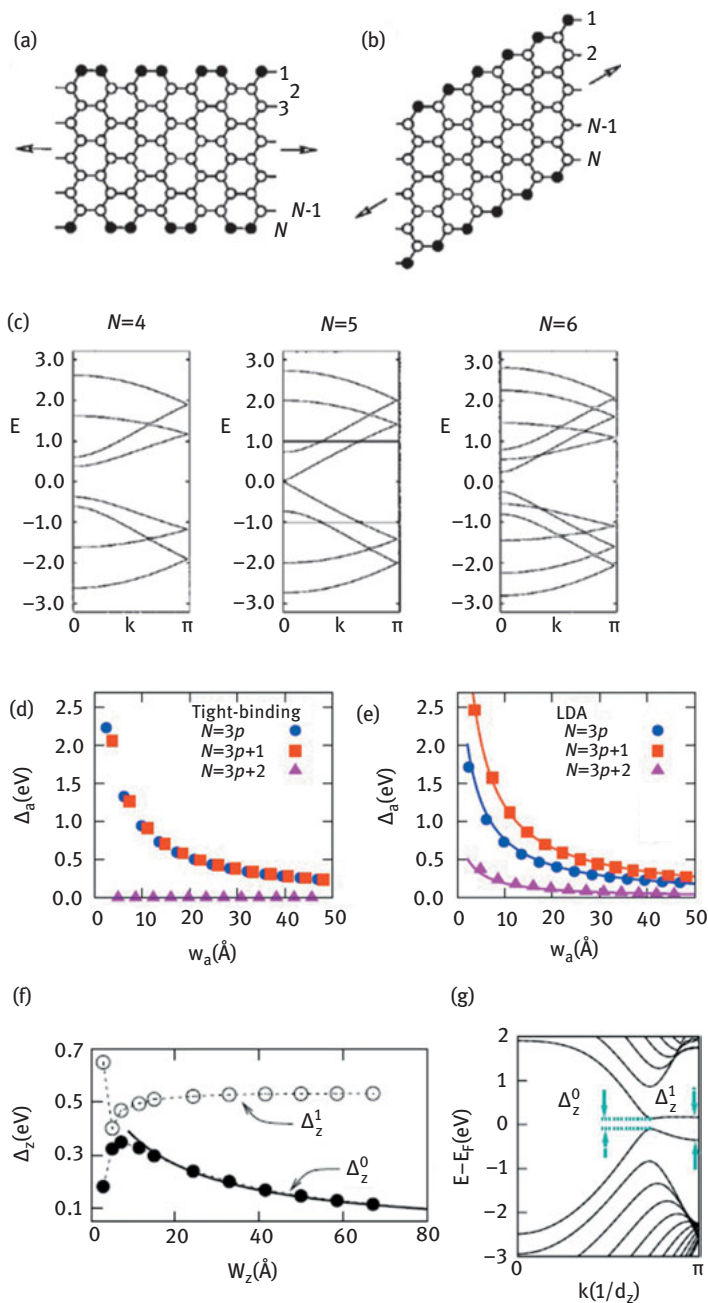 (a)
1
2
3
N-1
N
(b)
1
2
N-1
N
(c)
N=4
N=5
N=6
3.0
2.0
E
1.0
0.0
−1.0
−2.0
−3.0
0
k
π
3.0
2.0
E
1.0
0.0
−1.0
−2.0
−3.0
0
k
π
3.0
2.0
E
1.0
0.0
−1.0
−2.0
−3.0
0
k
π
(d)
Tight-binding
N=3p
N=3p+1
N=3p+2
2.5
2.0
1.5
1.0
0.5
0.0
Δa(eV)
0 10 20 30 40 50
wa(Å)
(e)
LDA
N=3p
N=3p+1
N=3p+2
2.5
2.0
1.5
1.0
0.5
0.0
Δa(eV)
0 10 20 30 40 50
wa(Å)
(f)
0.7
0.5
0.3
0.1
Δz(eV)
Δz¹
Δz⁰
0 20 40 60 80
Wz(Å)
(g)
2
1
0
−1
−2
−3
E−EF(eV)
Δz⁰
Δz¹
0
π
k(1/dz)